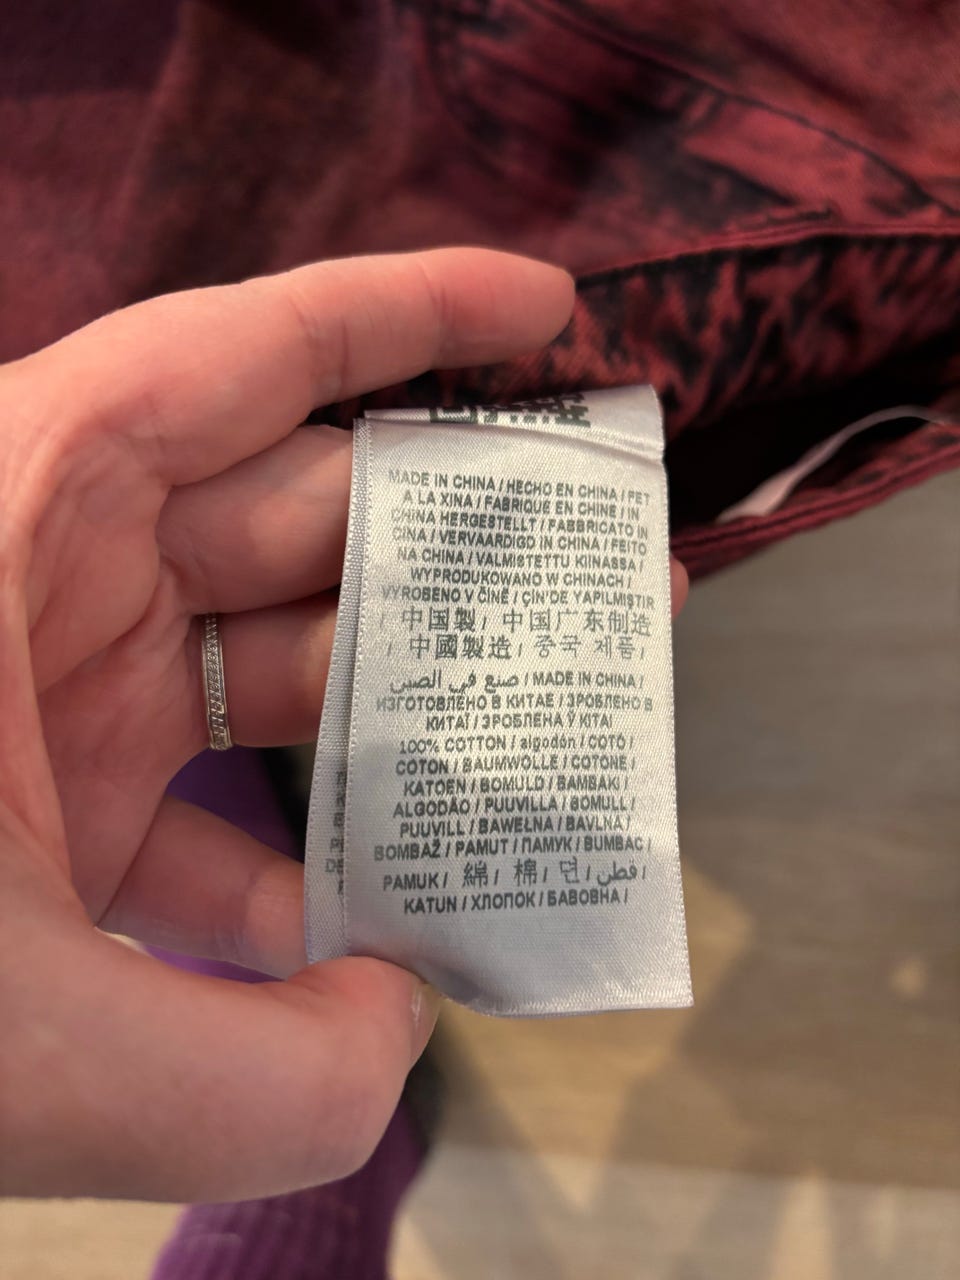 MADE IN CHINA / HECHO EN CHINA / FET
A LA XINA / FABRIQUÉ EN CHINE / IN
CHINA HERGESTELLT / FABBRICATO IN
CINA / VERVAARDIGD IN CHINA / FEITO
NA CHINA / VALMISTETTU KIINASSA /
WYPRODUKOWANO W CHINACH /
VYROBENO V ČÍNĚ / ÇİN'DE YAPILMIŞTIR
/ 中国製 / 中国广东制造
/ 中國製造 / 중국 제품 /
صنع في الصين / MADE IN CHINA /
ИЗГОТОВЛЕНО В КИТАЕ / ЗРОБЛЕНО В
КИТАЇ / ЗРОБЛЕНА Ў КІТАІ
100% COTTON / algodón / COTÓ /
COTON / BAUMWOLLE / COTONE /
KATOEN / BOMULD / ΒΑΜΒΑΚΙ /
ALGODÃO / PUUVILLA / BOMULL /
PUUVILL / BAWEŁNA / BAVLNA /
BOMBAŽ / PAMUT / ПАМУК / BUMBAC /
PAMUK / 綿 / 棉 / 면 / قطن /
KATUN / ХЛОПОК / БАВОВНА /